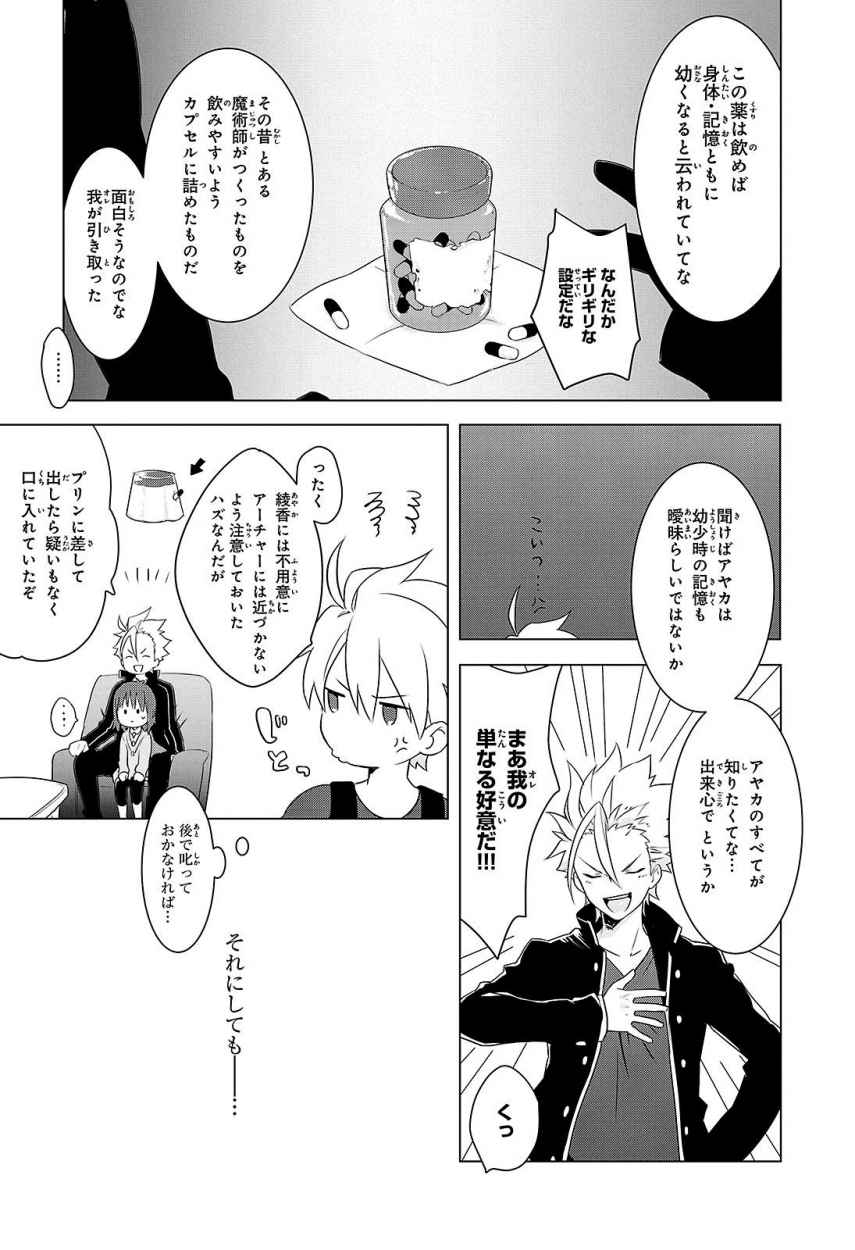 この薬は飲めば
身体・記憶ともに
幼くなると云われていてな
なんだか
ギリギリな
設定だな
その昔 とある
魔術師がつくったものを
飲みやすいよう
カプセルに詰めたものだ
面白そうなのでな
我が引き取った
……
聞けばアヤカは
幼少時の記憶も
曖昧らしいではないか
こいつ…
アヤカのすべてが
知りたくてな…
出来心で というか
まあ我の
単なる好意だ!!!
くっ
ったく
綾香には不用意に
アーチャーには近づかない
よう注意しておいた
ハズなんだが
じとっ
プリンに差して
出したら疑いもなく
口に入れていたぞ
……
後で叱って
おかなければ…
それにしても――…